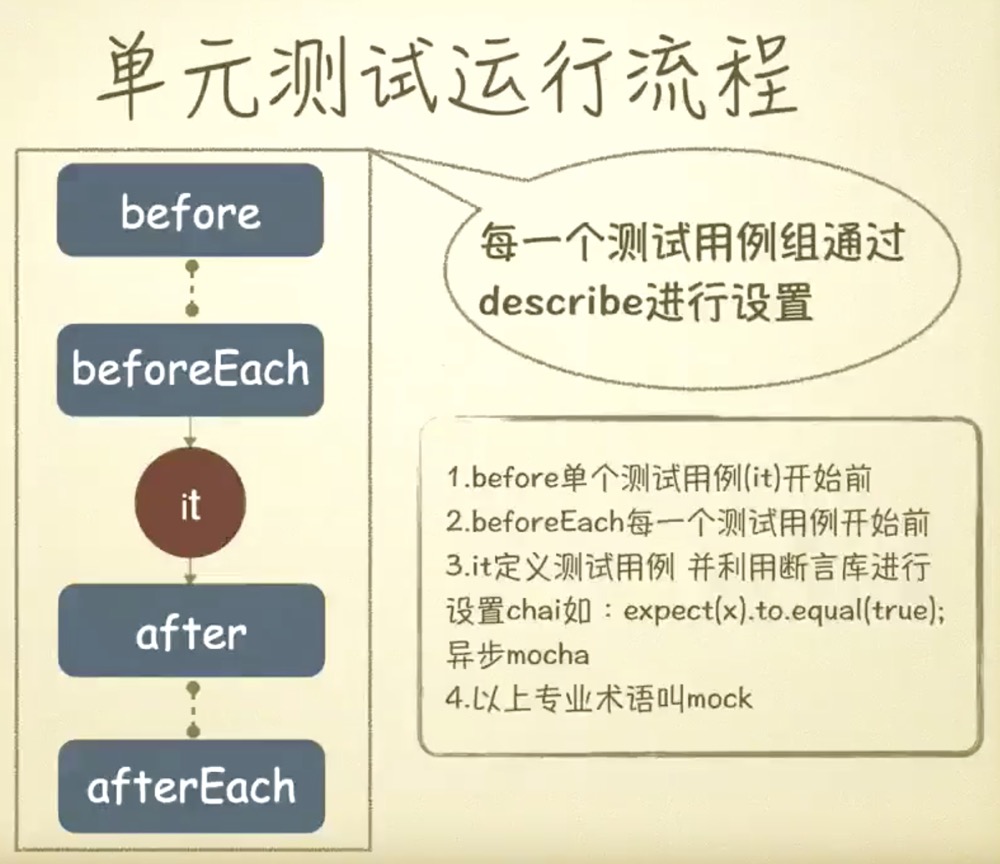 单元测试运行流程
before
beforeEach
it
after
afterEach
每一个测试用例组通过
describe进行设置
1.before单个测试用例(it)开始前
2.beforeEach每一个测试用例开始前
3.it定义测试用例 并利用断言库进行
设置chai如：expect(x).to.equal(true);
异步mocha
4.以上专业术语叫mock